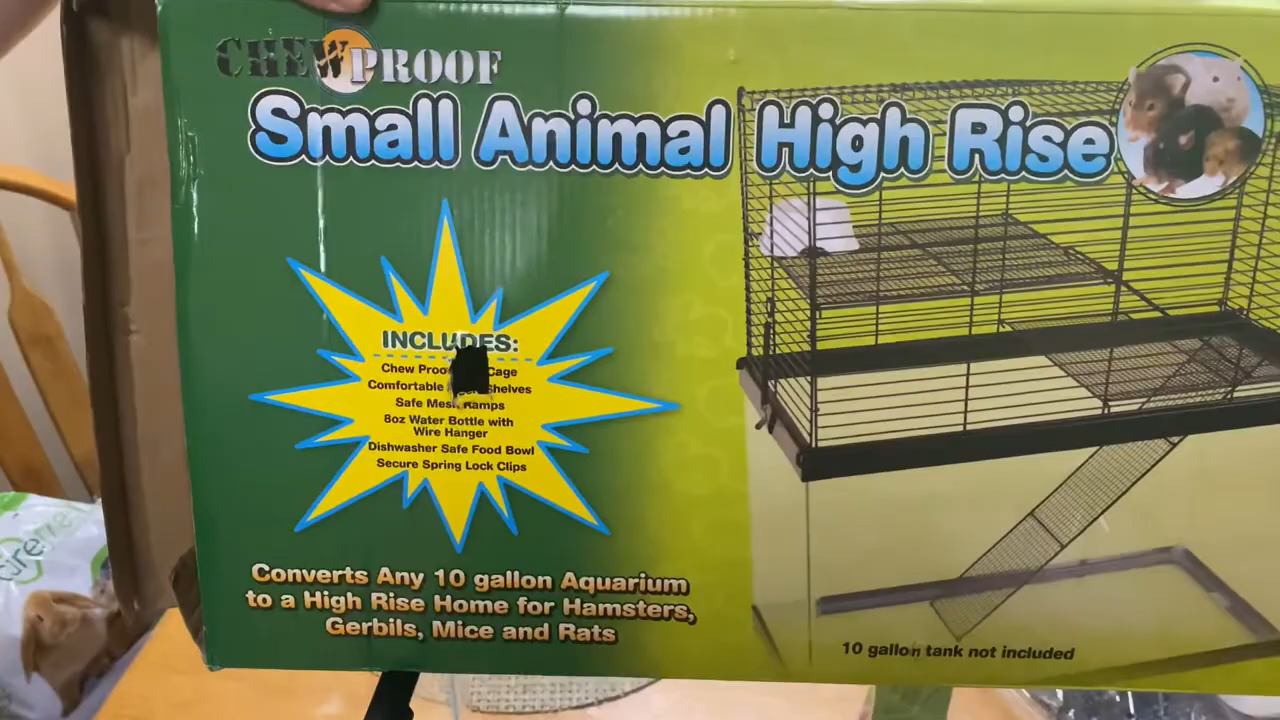 CHEWPROOF
Small Animal High Rise
INCLUDES:
Chew Proof Cage
Comfortable Shelves
Safe Mesh Ramps
8oz Water Bottle with
Wire Hanger
Dishwasher Safe Food Bowl
Secure Spring Lock Clips
Converts Any 10 gallon Aquarium
to a High Rise Home for Hamsters,
Gerbils, Mice and Rats
10 gallon tank not included